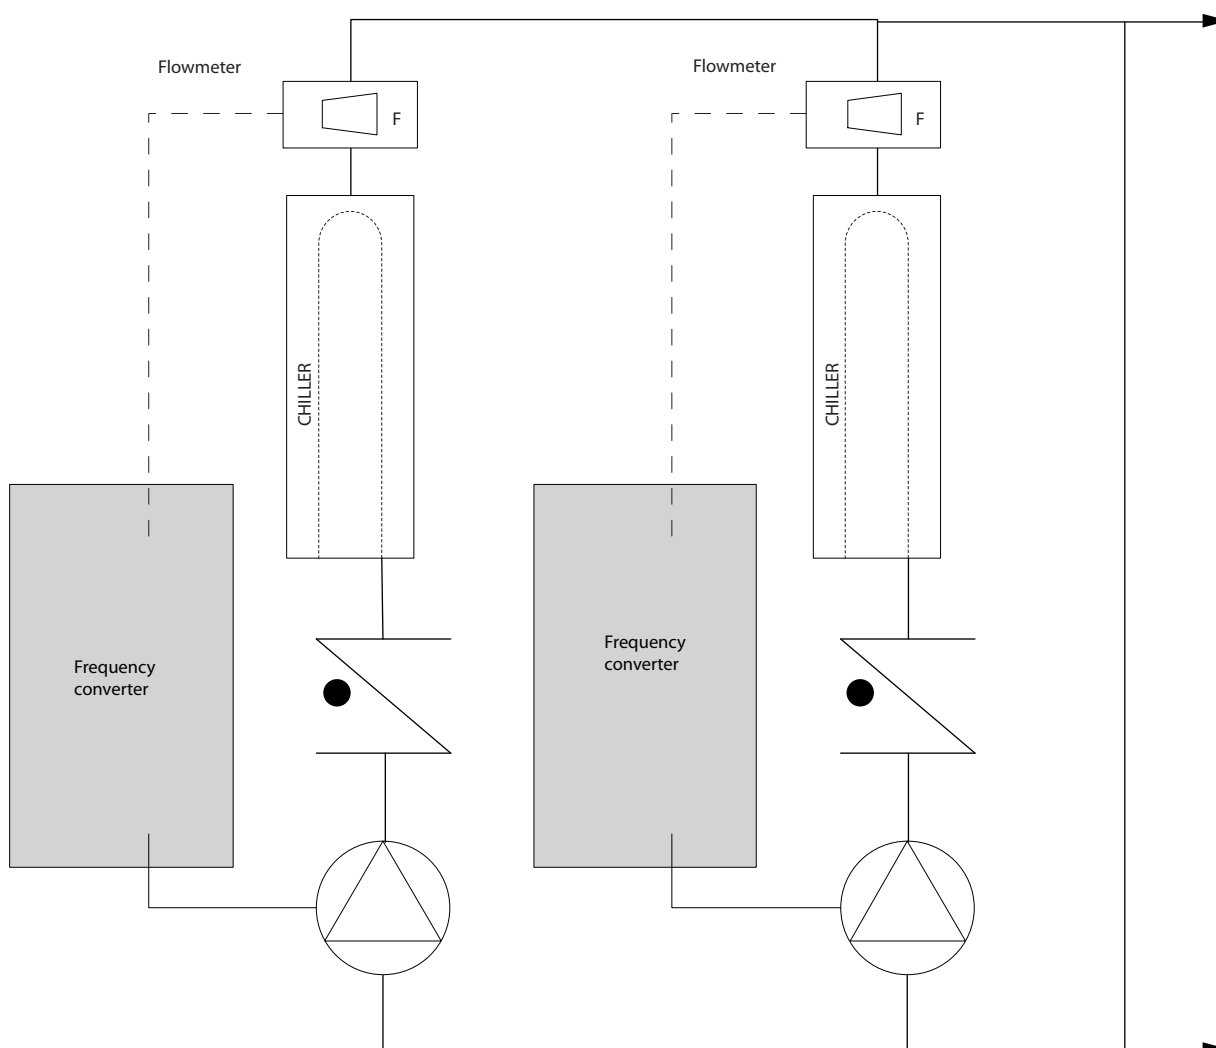 Flowmeter
Flowmeter
F
F
CHILLER
CHILLER
Frequency
converter
Frequency
converter